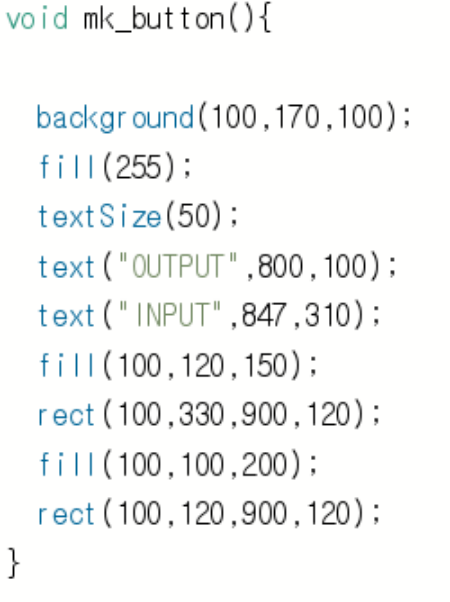 void mk_button(){
background(100,170,100);
fill(255);
textSize(50);
text("OUTPUT",800,100);
text("INPUT",847,310);
fill(100,120,150);
rect(100,330,900,120);
fill(100,100,200);
rect(100,120,900,120);
}